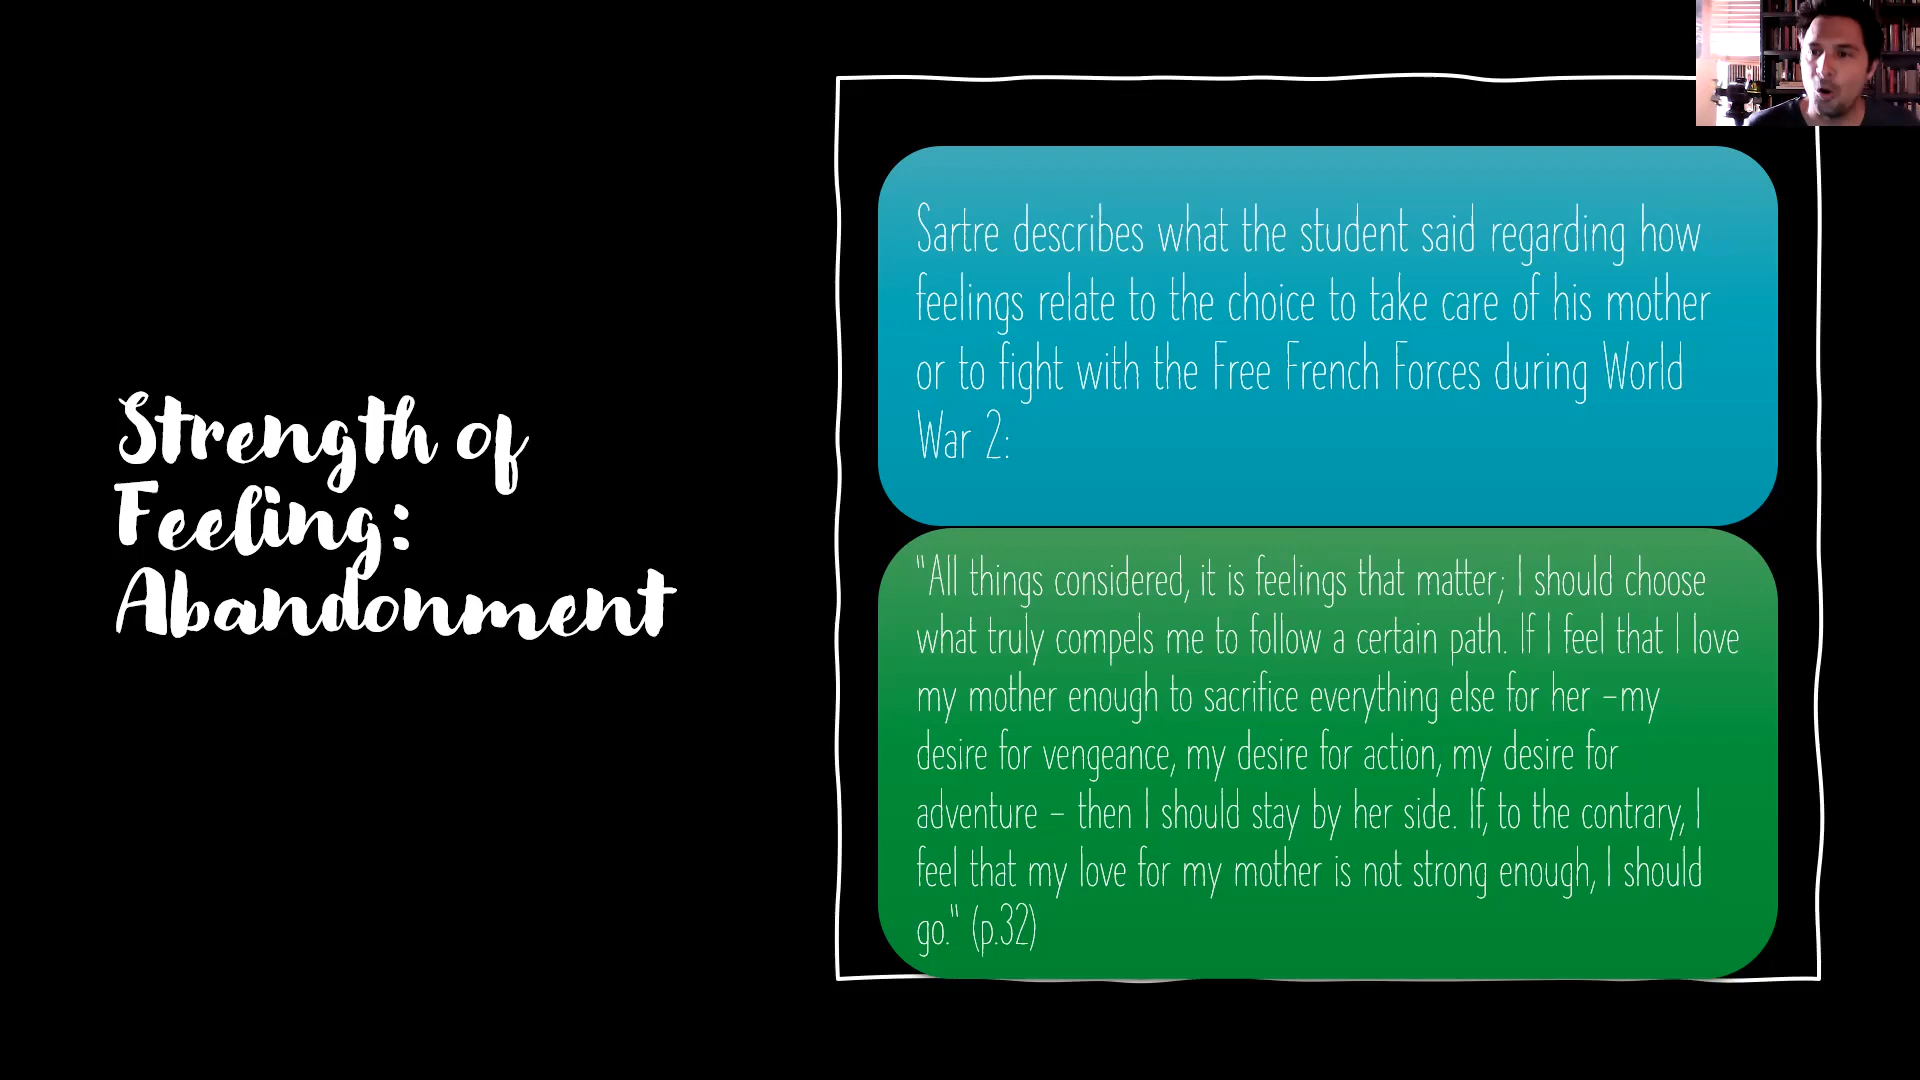 Strength of
Feeling:
Abandonment
Sartre describes what the student said regarding how
feelings relate to the choice to take care of his mother
or to fight with the Free French Forces during World
War 2:
"All things considered, it is feelings that matter; I should choose
what truly compels me to follow a certain path. If I feel that I love
my mother enough to sacrifice everything else for her –my
desire for vengeance, my desire for action, my desire for
adventure – then I should stay by her side. If, to the contrary, I
feel that my love for my mother is not strong enough, I should
go." (p.32)